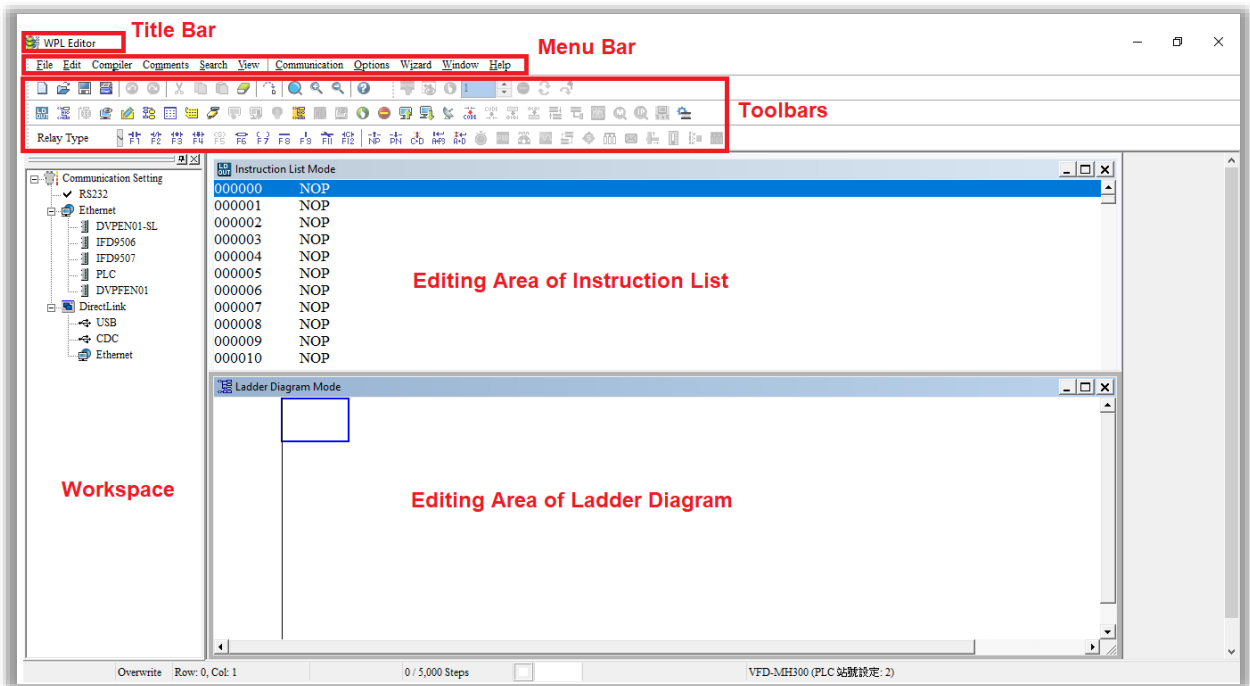 Title Bar
WPL Editor
Menu Bar
File Edit Compiler Comments Search View Communication Options Wizard Window Help
1
Toolbars
Relay Type F1 F2 F3 F4 F5 F6 F7 F8 F9 F11 F12 NP PN
Communication Setting
RS232
Ethernet
DVPEN01-SL
IFD9506
IFD9507
PLC
DVPFEN01
DirectLink
USB
CDC
Ethernet
Workspace
Instruction List Mode
000000 NOP
000001 NOP
000002 NOP
000003 NOP
000004 NOP
000005 NOP
000006 NOP
000007 NOP
000008 NOP
000009 NOP
000010 NOP
Editing Area of Instruction List
Ladder Diagram Mode
Editing Area of Ladder Diagram
Overwrite Row: 0, Col: 1 0 / 5,000 Steps VFD-MH300 (PLC 站號設定: 2)